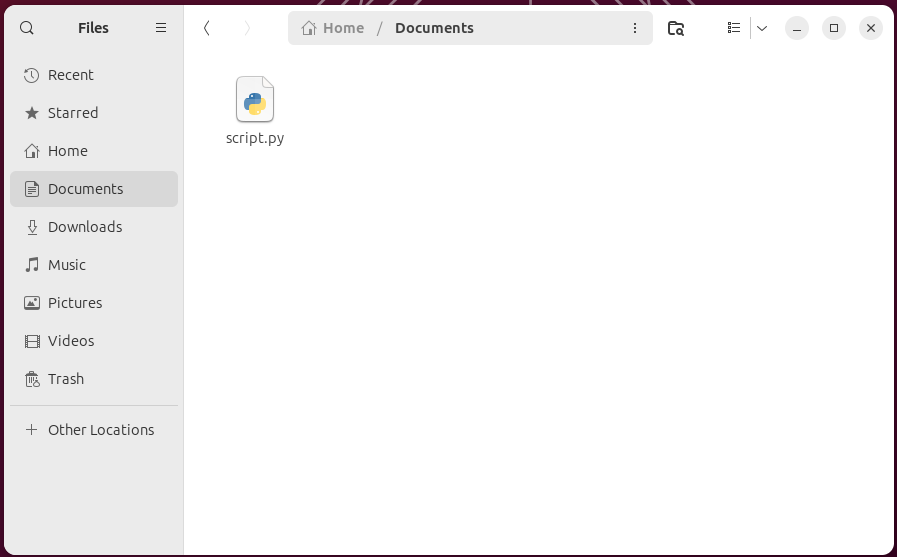 Files
Home / Documents
Recent
Starred
Home
Documents
Downloads
Music
Pictures
Videos
Trash
Other Locations
script.py